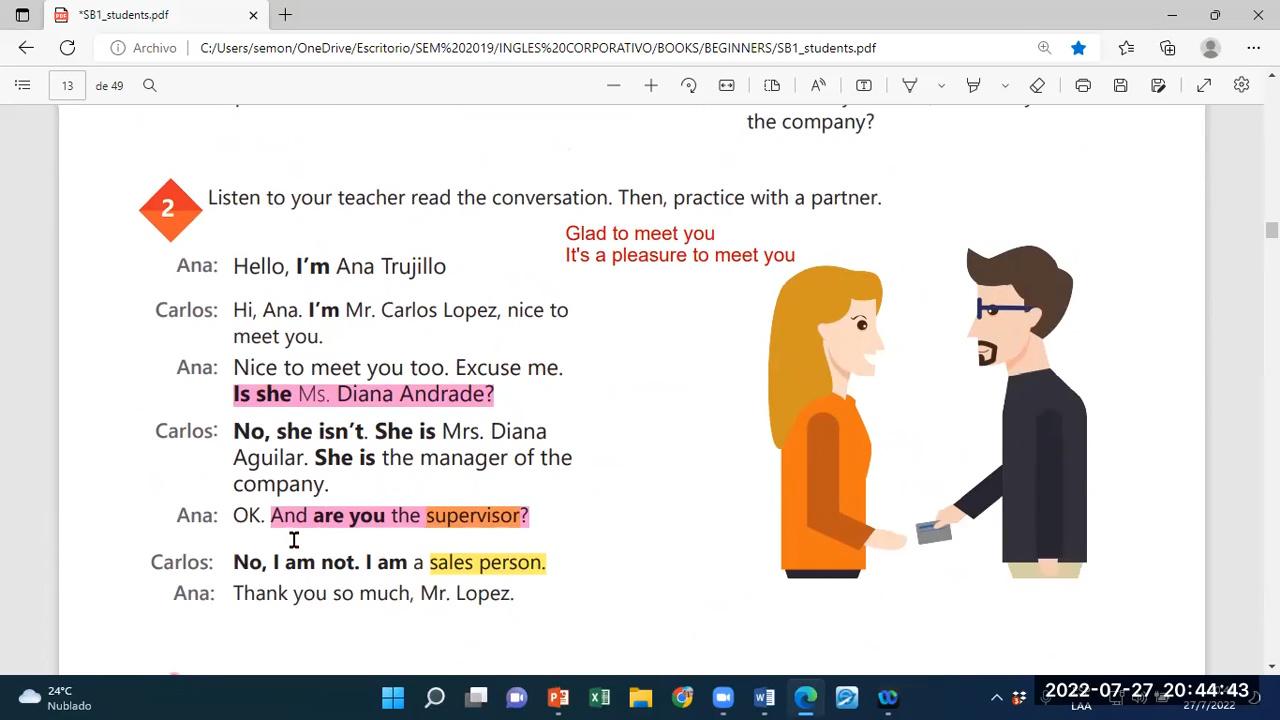 *SB1_students.pdf
Archivo
C:/Users/semon/OneDrive/Escritorio/SEM%202019/INGLES%20CORPORATIVO/BOOKS/BEGINNERS/SB1_students.pdf
13 de 49
the company?
2 Listen to your teacher read the conversation. Then, practice with a partner.
Glad to meet you
It's a pleasure to meet you
Ana: Hello, I'm Ana Trujillo
Carlos: Hi, Ana. I'm Mr. Carlos Lopez, nice to
meet you.
Ana: Nice to meet you too. Excuse me.
Is she Ms. Diana Andrade?
Carlos: No, she isn't. She is Mrs. Diana
Aguilar. She is the manager of the
company.
Ana: OK. And are you the supervisor?
Carlos: No, I am not. I am a sales person.
Ana: Thank you so much, Mr. Lopez.
24°C
Nublado
2022-07-27 20:44:43
LAA
27/7/2022